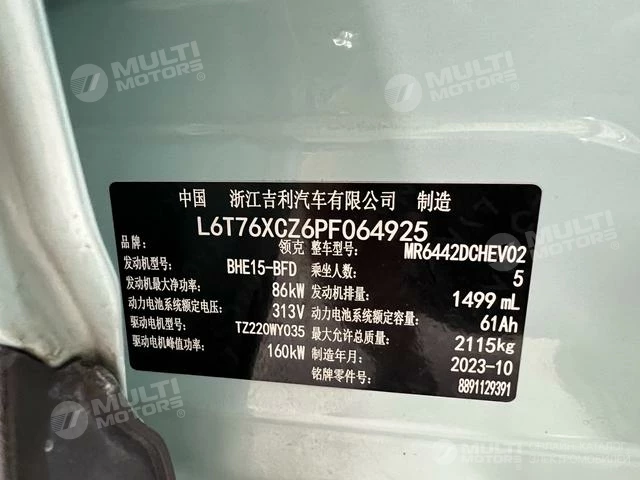 MULTI MOTORS
MULTI MOTORS
中国 浙江吉利汽车有限公司 制造
L6T76XCZ6PF064925
品牌: 领克 整车型号: MR6442DCHEV02
发动机型号: BHE15-BFD 乘坐人数: 5
发动机最大净功率: 86kW 发动机排量: 1499 mL
动力电池系统额定电压: 313V 动力电池系统额定容量: 61Ah
驱动电机型号: TZ220WY035 最大允许总质量: 2115kg
驱动电机峰值功率: 160kW 制造年月: 2023-10
铭牌零件号: 8891129391
MULTI MOTORS
MULTI MOTORS